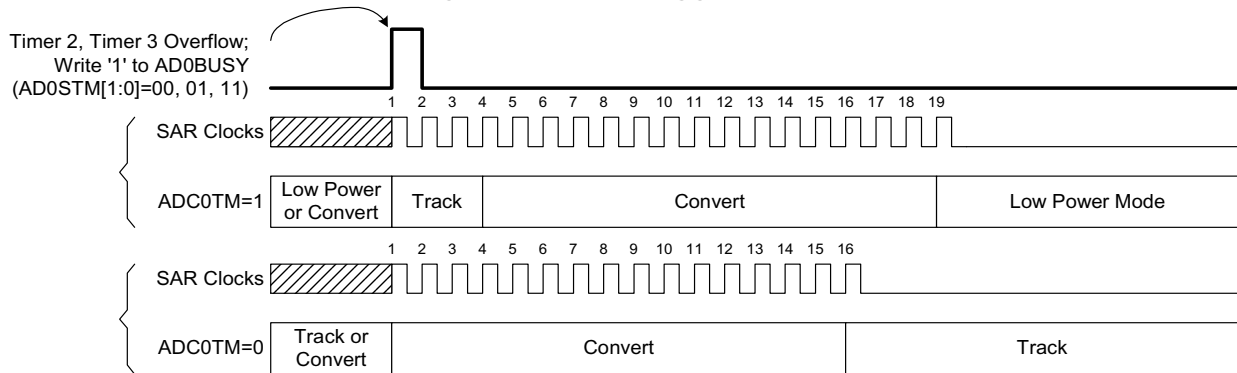 Timer 2, Timer 3 Overflow;
Write '1' to AD0BUSY
(AD0STM[1:0]=00, 01, 11)
1 2 3 4 5 6 7 8 9 10 11 12 13 14 15 16 17 18 19
SAR Clocks
ADC0TM=1
Low Power
or Convert
Track
Convert
Low Power Mode
1 2 3 4 5 6 7 8 9 10 11 12 13 14 15 16
SAR Clocks
ADC0TM=0
Track or
Convert
Convert
Track